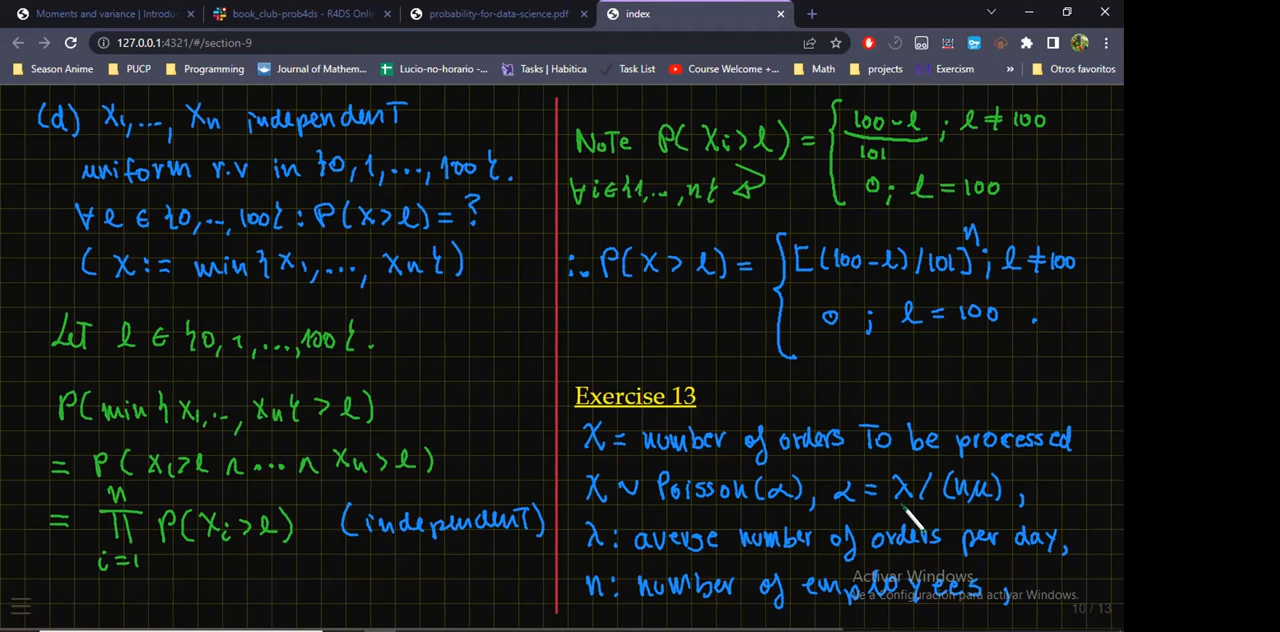 Moments and variance | Introduc
book_club-prob4ds - R4DS Onli
probability-for-data-science.pdf
index
127.0.0.1:4321/#/section-9
Season Anime
PUCP
Programming
Journal of Mathem...
Lucio-no-horario -...
Tasks | Habitica
Task List
Course Welcome +...
Math
projects
Exercism
»
Otros favoritos
(d) X1,..., Xn independent
uniform r.v in {0, 1, ..., 100}.
∀ l ∈ {0,..,100} : P(X>l) = ?
( X := min{X1,..., Xn} )
Let l ∈ {0, 1, ..., 100}.
P(min{X1,.., Xn} > l)
= P( X1>l ∩ ... ∩ Xn>l )
= ∏_{i=1}^{n} P(Xi>l) (independent)
Note P(Xi>l) = { (100-l)/101 ; l ≠ 100
∀i∈{1,..,n} 0 ; l = 100
∴ P(X > l) = { [(100-l)/101]^n ; l ≠ 100
0 ; l = 100 .
Exercise 13
X = number of orders To be processed
X ~ Poisson(α), α = λ/(nμ),
λ: averge number of orders per day,
n: number of employees,
Activar Windows
Ve a Configuración para activar Windows.
10 / 13